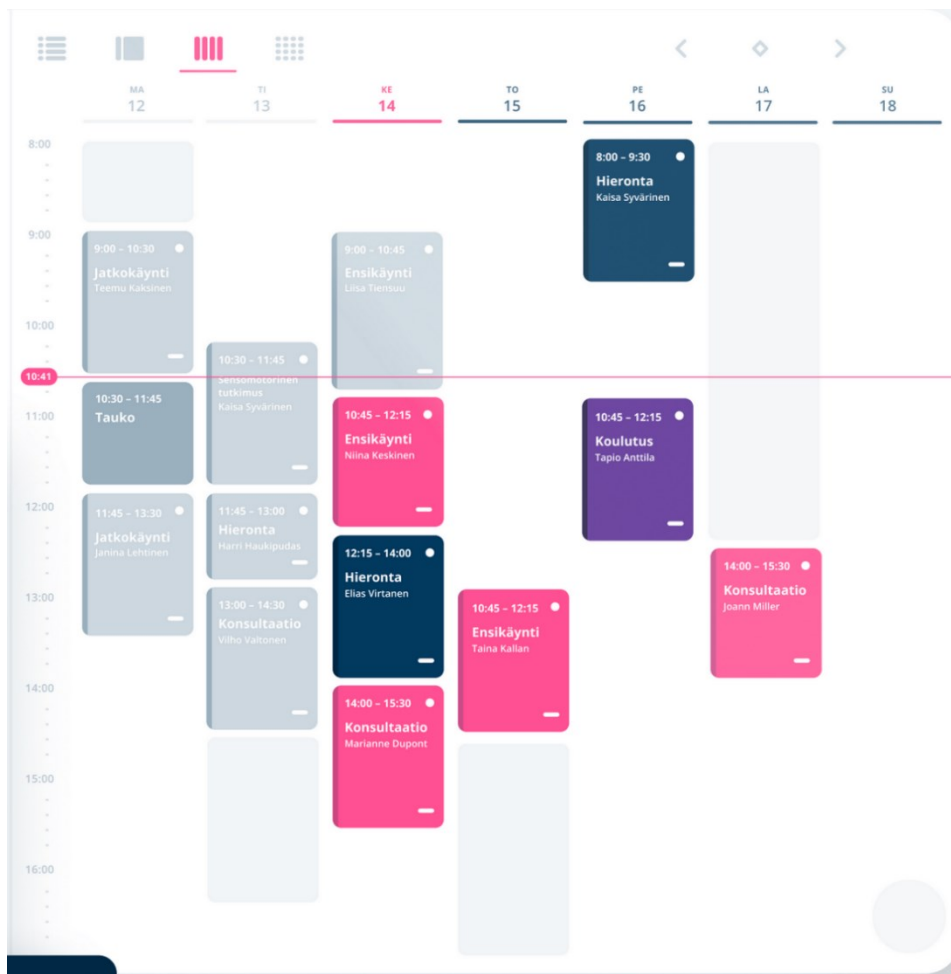 MA
12
TI
13
KE
14
TO
15
PE
16
LA
17
SU
18
8:00
9:00
10:00
10:41
11:00
12:00
13:00
14:00
15:00
16:00
9:00 – 10:30
Jatkokäynti
Teemu Kaksinen
10:30 – 11:45
Tauko
11:45 – 13:30
Jatkokäynti
Janina Lehtinen
10:30 – 11:45
Sensomotorinen
tutkimus
Kaisa Syvärinen
11:45 – 13:00
Hieronta
Harri Haukipudas
13:00 – 14:30
Konsultaatio
Vilho Valtonen
9:00 – 10:45
Ensikäynti
Liisa Tiensuu
10:45 – 12:15
Ensikäynti
Niina Keskinen
12:15 – 14:00
Hieronta
Elias Virtanen
14:00 – 15:30
Konsultaatio
Marianne Dupont
10:45 – 12:15
Ensikäynti
Taina Kallan
8:00 – 9:30
Hieronta
Kaisa Syvärinen
10:45 – 12:15
Koulutus
Tapio Anttila
14:00 – 15:30
Konsultaatio
Joann Miller